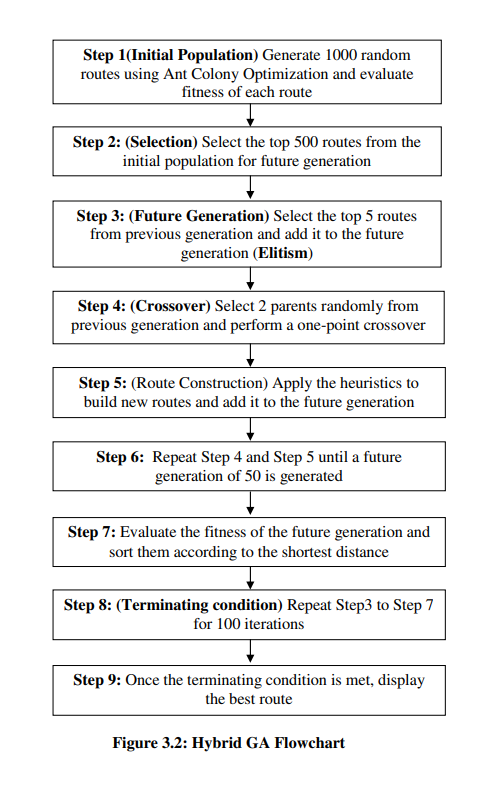 Step 1(Initial Population) Generate 1000 random
routes using Ant Colony Optimization and evaluate
fitness of each route
Step 2: (Selection) Select the top 500 routes from the
initial population for future generation
Step 3: (Future Generation) Select the top 5 routes
from previous generation and add it to the future
generation (Elitism)
Step 4: (Crossover) Select 2 parents randomly from
previous generation and perform a one-point crossover
Step 5: (Route Construction) Apply the heuristics to
build new routes and add it to the future generation
Step 6: Repeat Step 4 and Step 5 until a future
generation of 50 is generated
Step 7: Evaluate the fitness of the future generation and
sort them according to the shortest distance
Step 8: (Terminating condition) Repeat Step3 to Step 7
for 100 iterations
Step 9: Once the terminating condition is met, display
the best route
Figure 3.2: Hybrid GA Flowchart